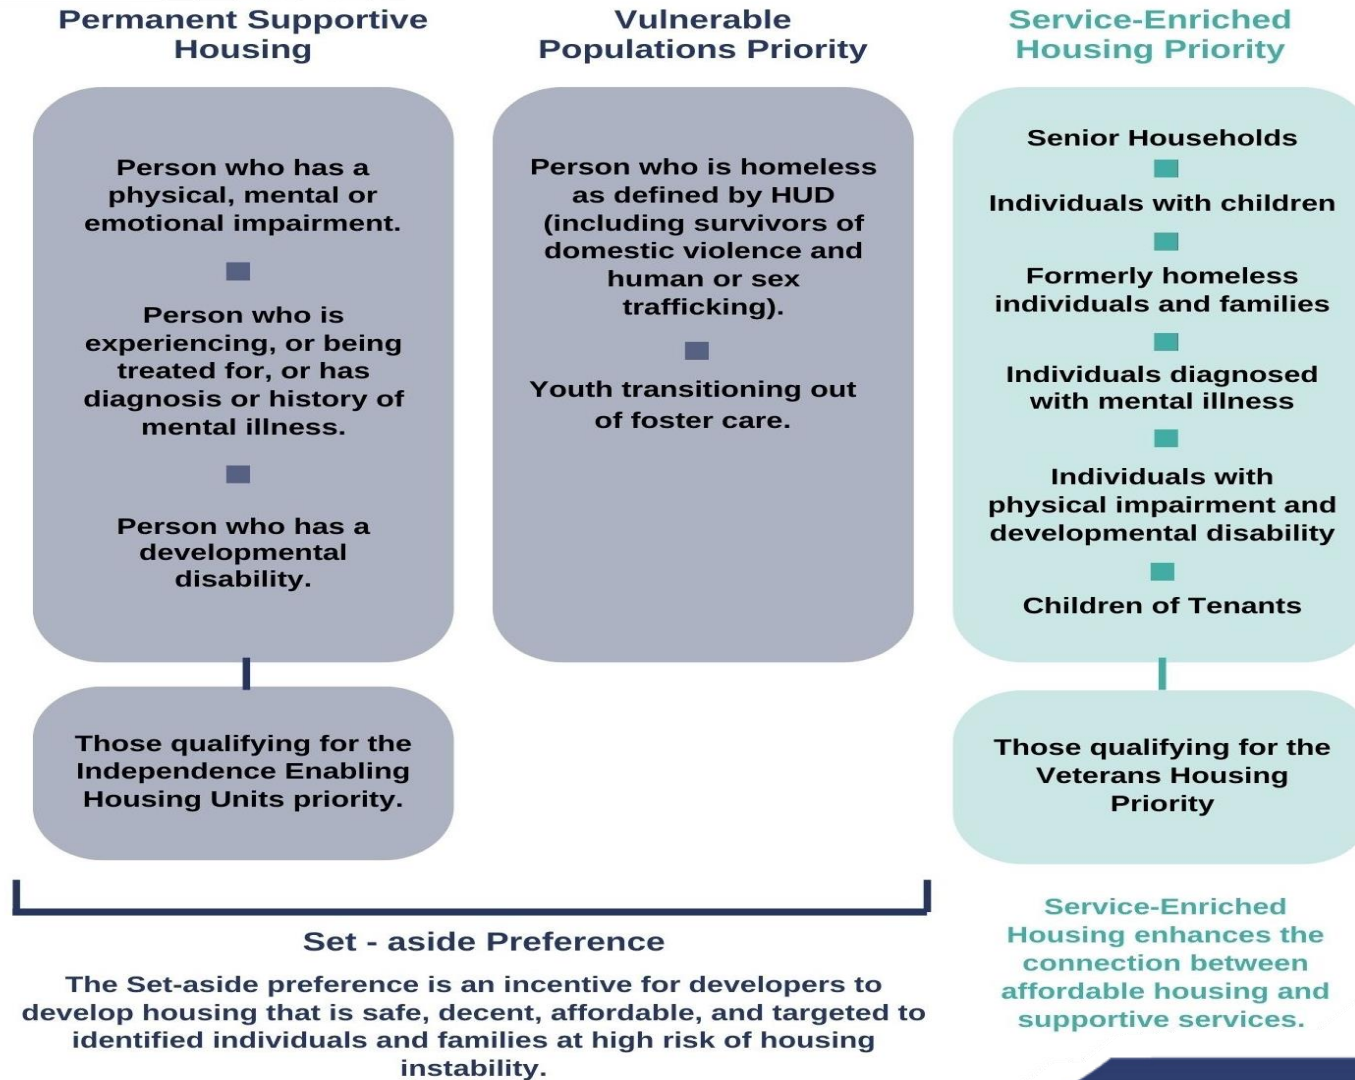 Permanent Supportive
Housing
Person who has a
physical, mental or
emotional impairment.
Person who is
experiencing, or being
treated for, or has
diagnosis or history of
mental illness.
Person who has a
developmental
disability.
Those qualifying for the
Independence Enabling
Housing Units priority.
Vulnerable
Populations Priority
Person who is homeless
as defined by HUD
(including survivors of
domestic violence and
human or sex
trafficking).
Youth transitioning out
of foster care.
Set - aside Preference
The Set-aside preference is an incentive for developers to
develop housing that is safe, decent, affordable, and targeted to
identified individuals and families at high risk of housing
instability.
Service-Enriched
Housing Priority
Senior Households
Individuals with children
Formerly homeless
individuals and families
Individuals diagnosed
with mental illness
Individuals with
physical impairment and
developmental disability
Children of Tenants
Those qualifying for the
Veterans Housing
Priority
Service-Enriched
Housing enhances the
connection between
affordable housing and
supportive services.